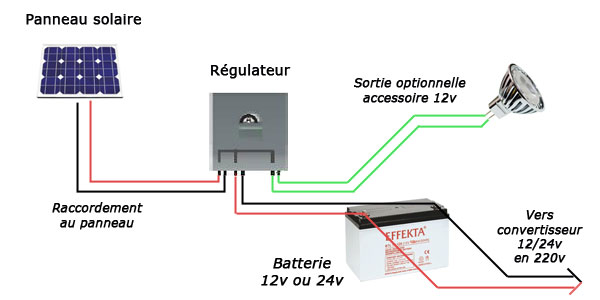 Panneau solaire
Régulateur
Sortie optionnelle
accessoire 12v
Raccordement
au panneau
EFFEKTA
Batterie
12v ou 24v
Vers
convertisseur
12/24v
en 220v